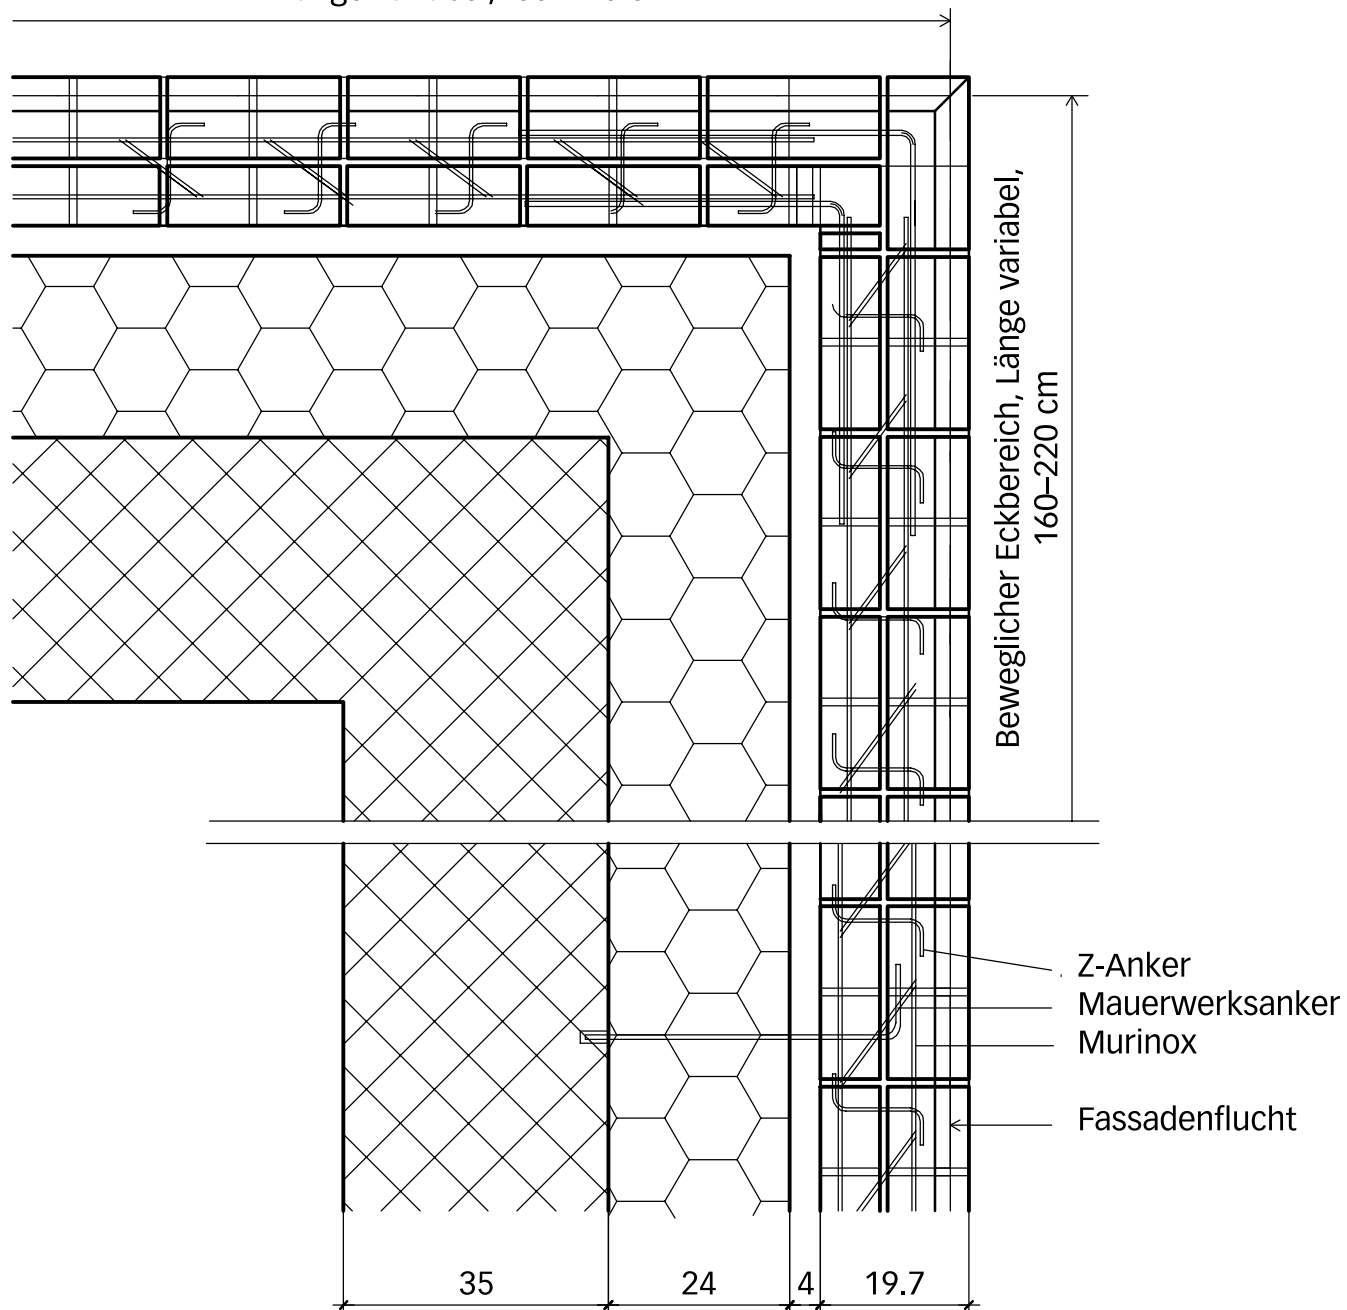 Beweglicher Eckbereich, Länge variabel,
160–220 cm
Z-Anker
Mauerwerksanker
Murinox
Fassadenflucht
35
24
4
19.7